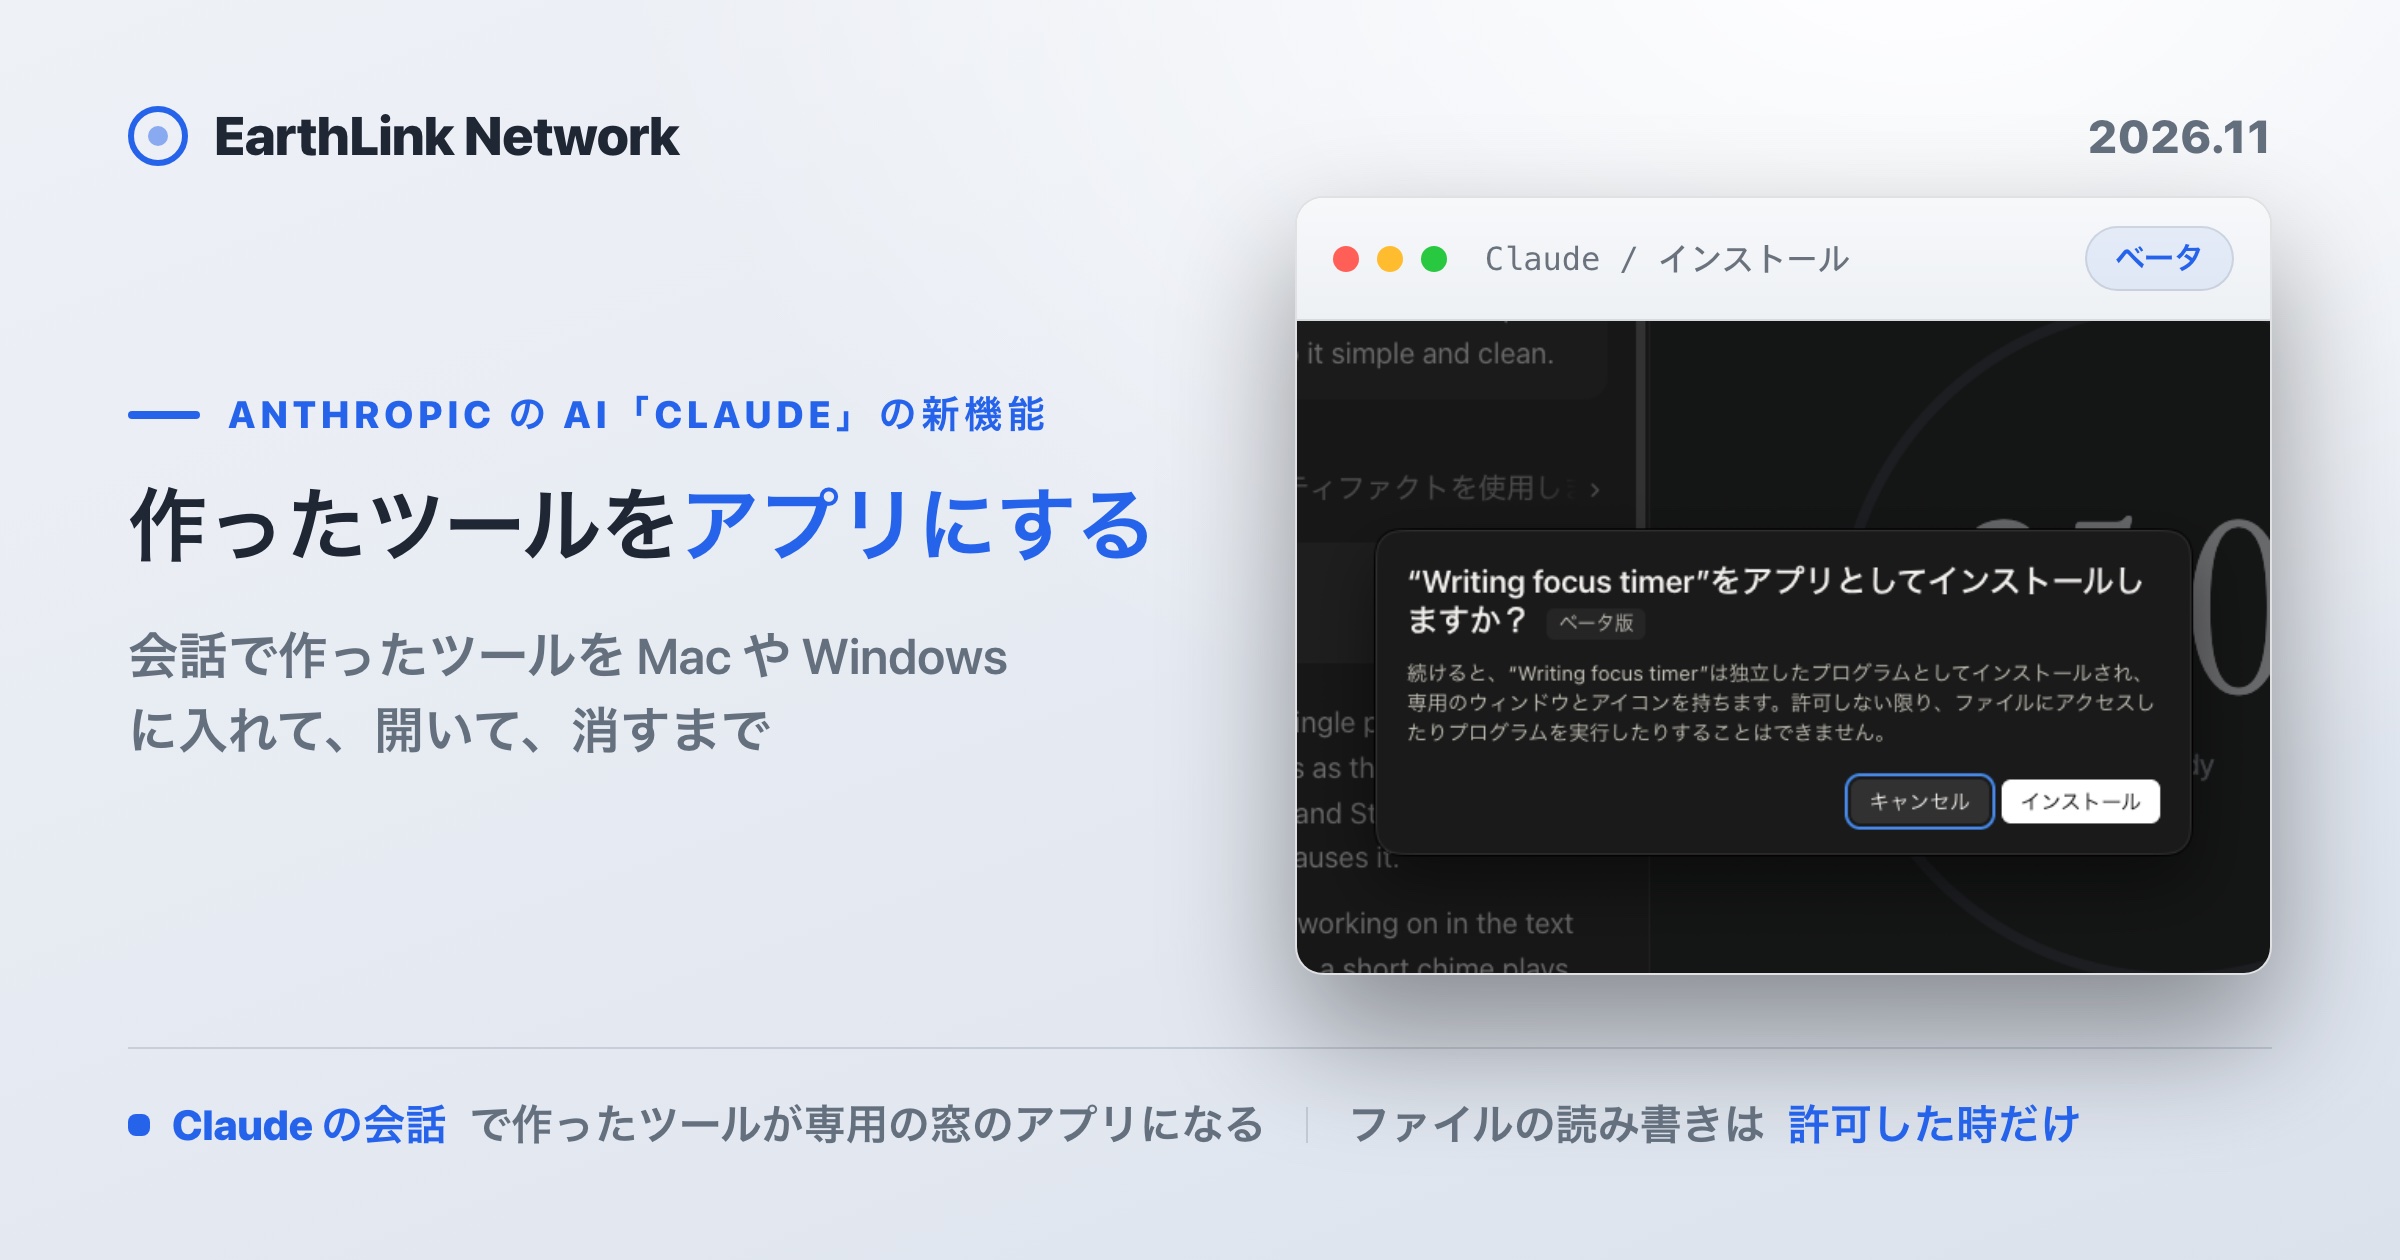 EarthLink Network
2026.11
ANTHROPIC の AI「CLAUDE」の新機能
作ったツールをアプリにする
会話で作ったツールを Mac や Windows
に入れて、開いて、消すまで
Claude / インストール
ベータ
it simple and clean.
ティファクトを使用し
“Writing focus timer”をアプリとしてインストールし
ますか？ ベータ版
続けると、“Writing focus timer”は独立したプログラムとしてインストールされ、
専用のウィンドウとアイコンを持ちます。許可しない限り、ファイルにアクセスし
たりプログラムを実行したりすることはできません。
キャンセル インストール
0
ingle p
s as th
dy
and St
auses it.
working on in the text
a short chime plays
Claude の会話 で作ったツールが専用の窓のアプリになる
ファイルの読み書きは 許可した時だけ